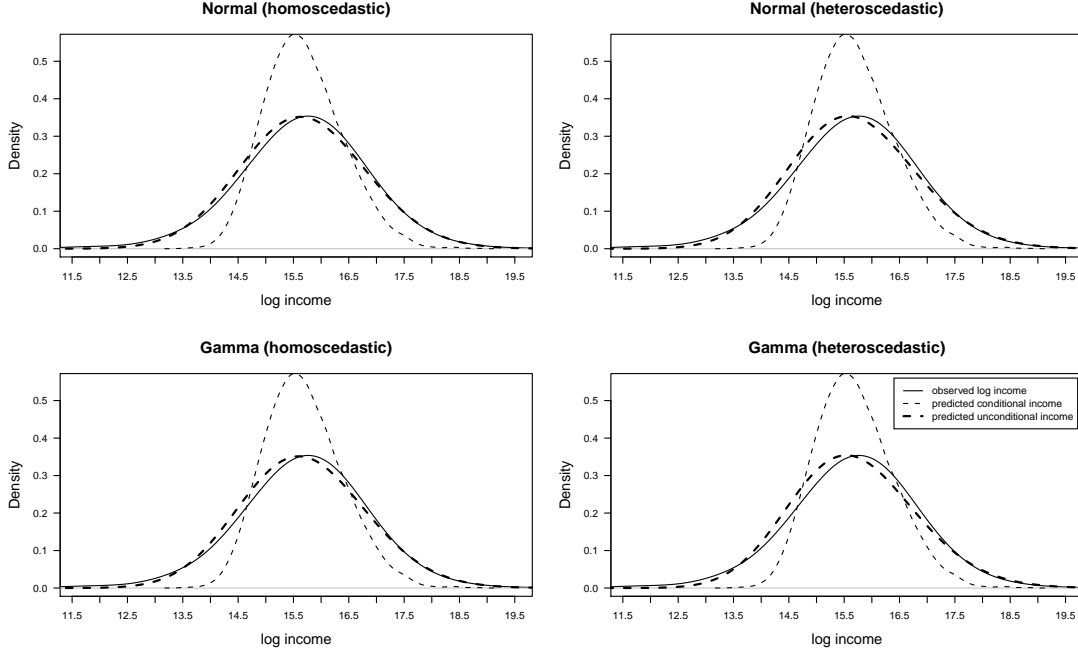 Normal (homoscedastic)
Density
0.5
0.4
0.3
0.2
0.1
0.0
11.5 12.5 13.5 14.5 15.5 16.5 17.5 18.5 19.5
log income
Normal (heteroscedastic)
Density
0.5
0.4
0.3
0.2
0.1
0.0
11.5 12.5 13.5 14.5 15.5 16.5 17.5 18.5 19.5
log income
Gamma (homoscedastic)
Density
0.5
0.4
0.3
0.2
0.1
0.0
11.5 12.5 13.5 14.5 15.5 16.5 17.5 18.5 19.5
log income
Gamma (heteroscedastic)
observed log income
predicted conditional income
predicted unconditional income
Density
0.5
0.4
0.3
0.2
0.1
0.0
11.5 12.5 13.5 14.5 15.5 16.5 17.5 18.5 19.5
log income